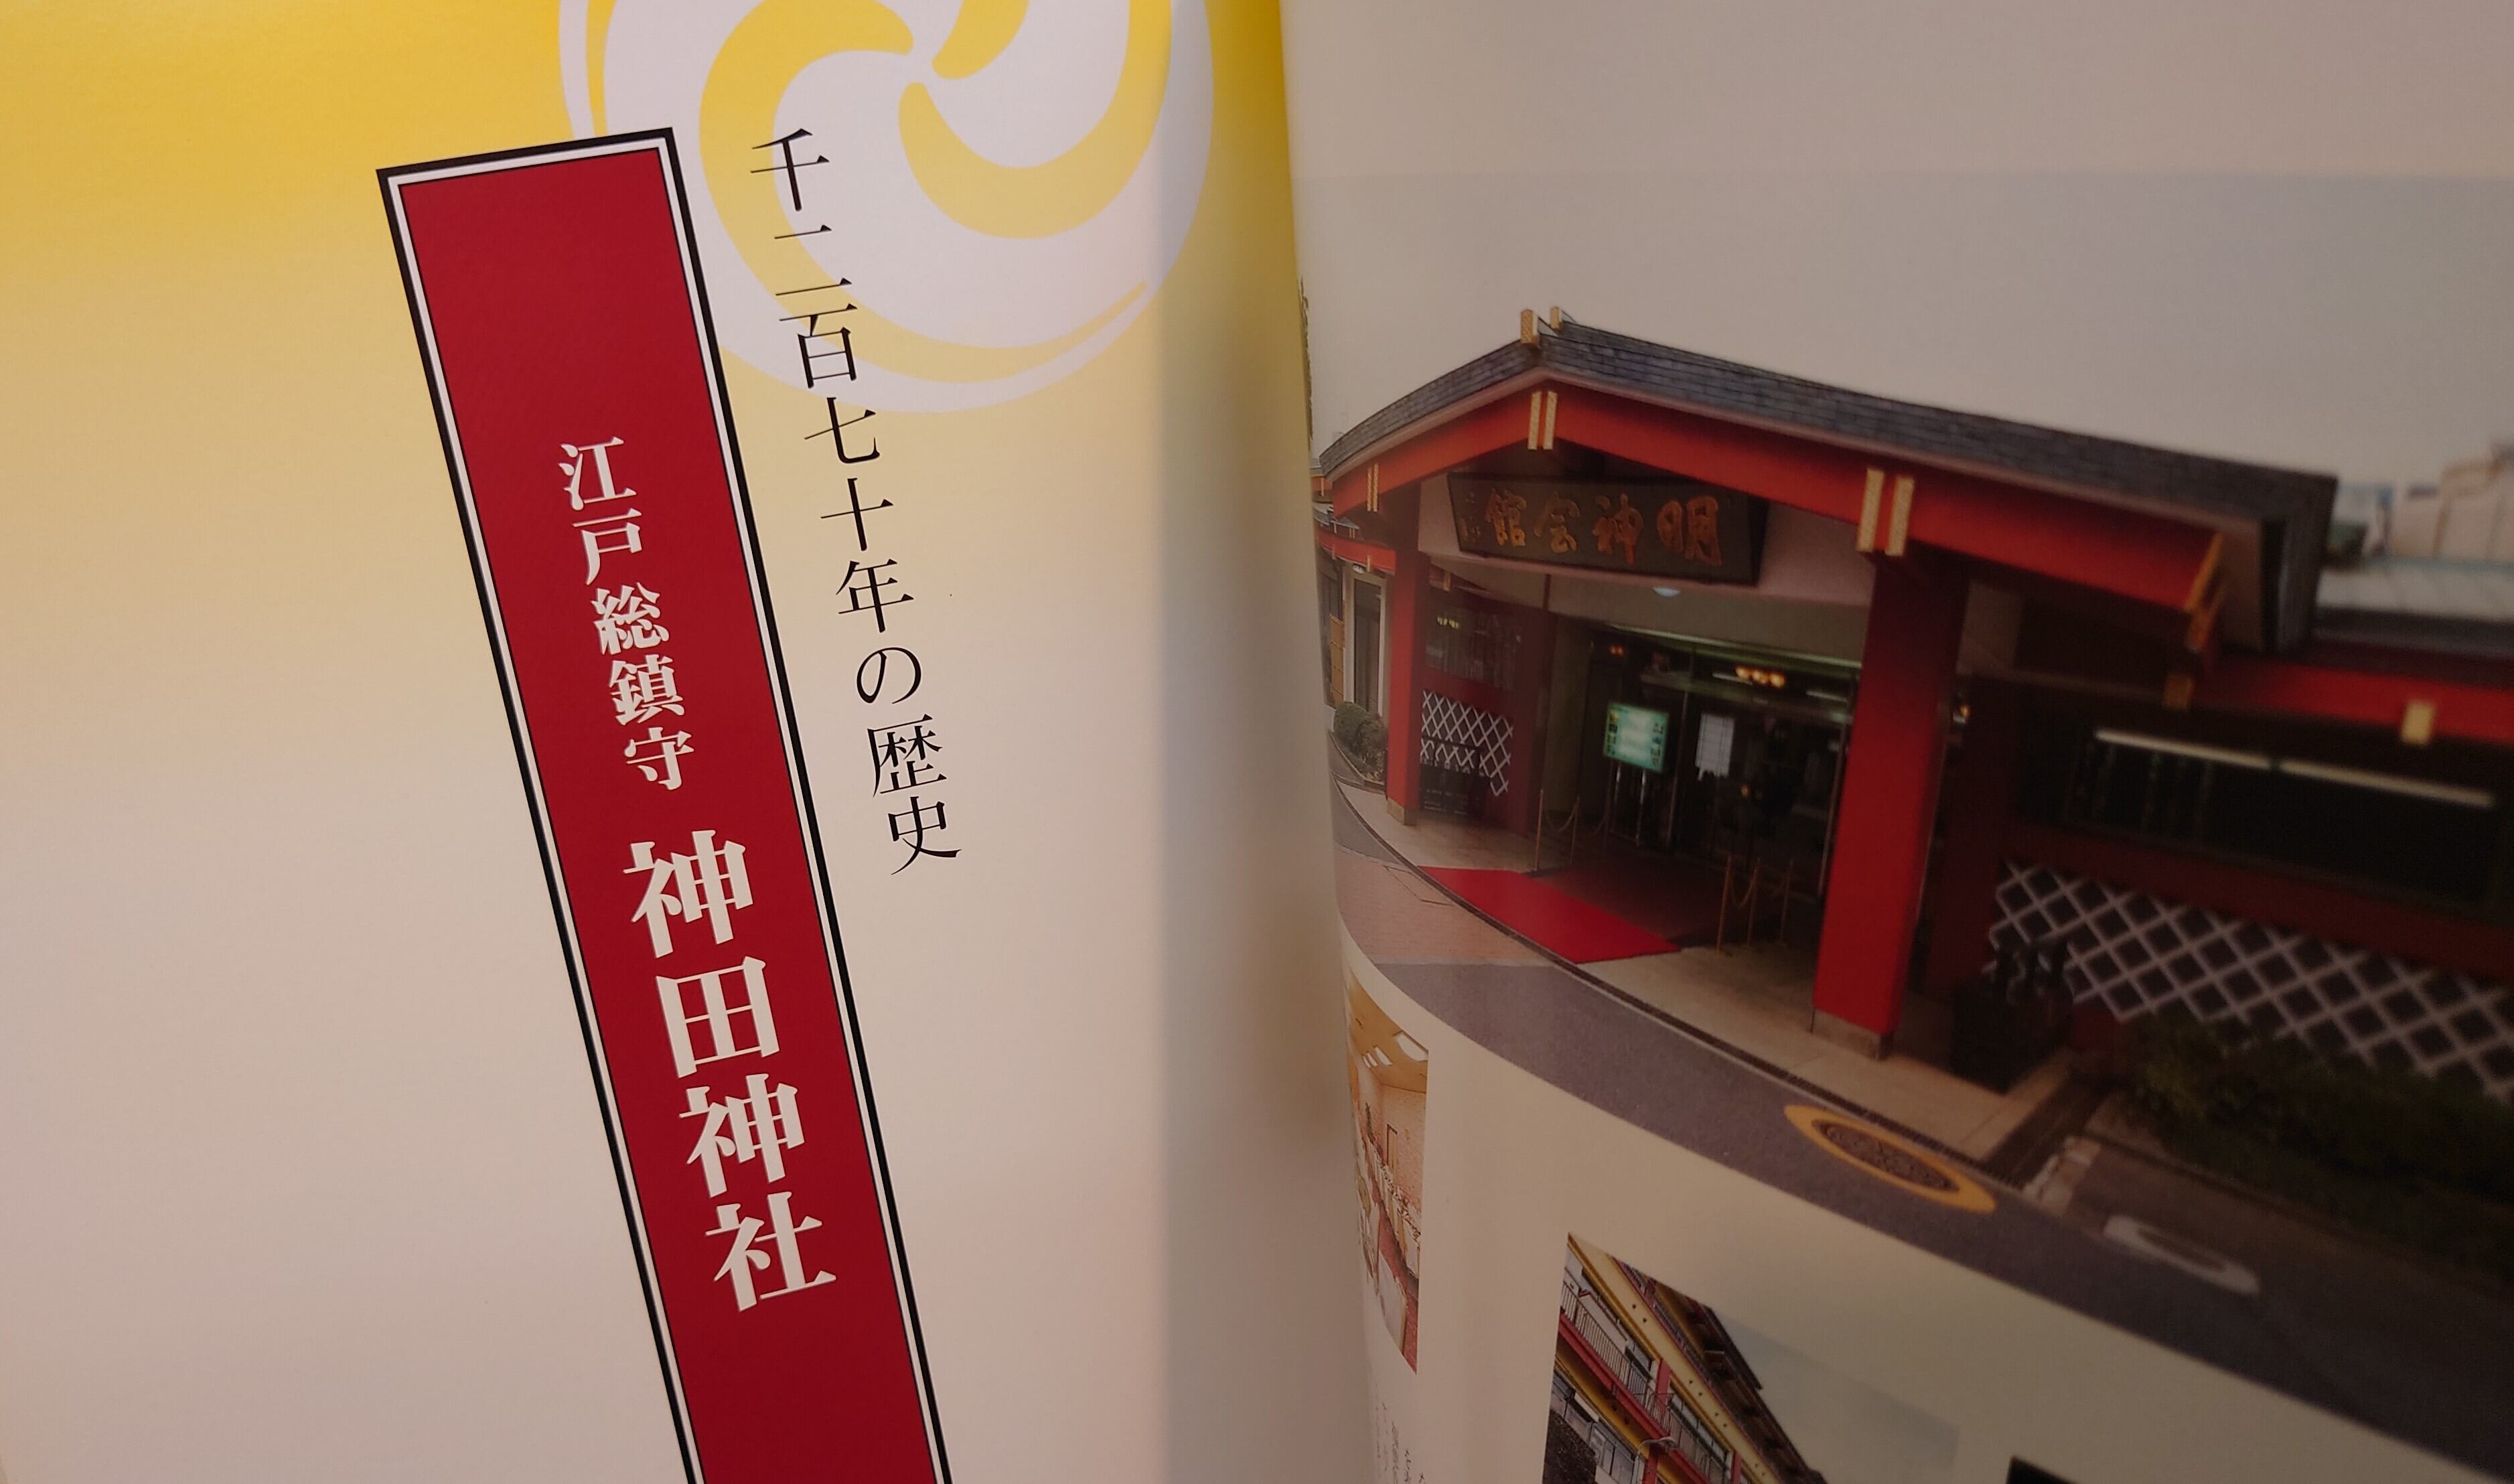 千二百七十年の歴史
江戸総鎮守 神田神社
明神会館